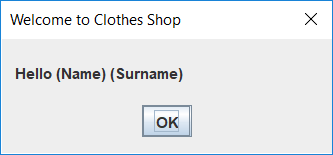 Welcome to Clothes Shop
Hello (Name) (Surname)
OK